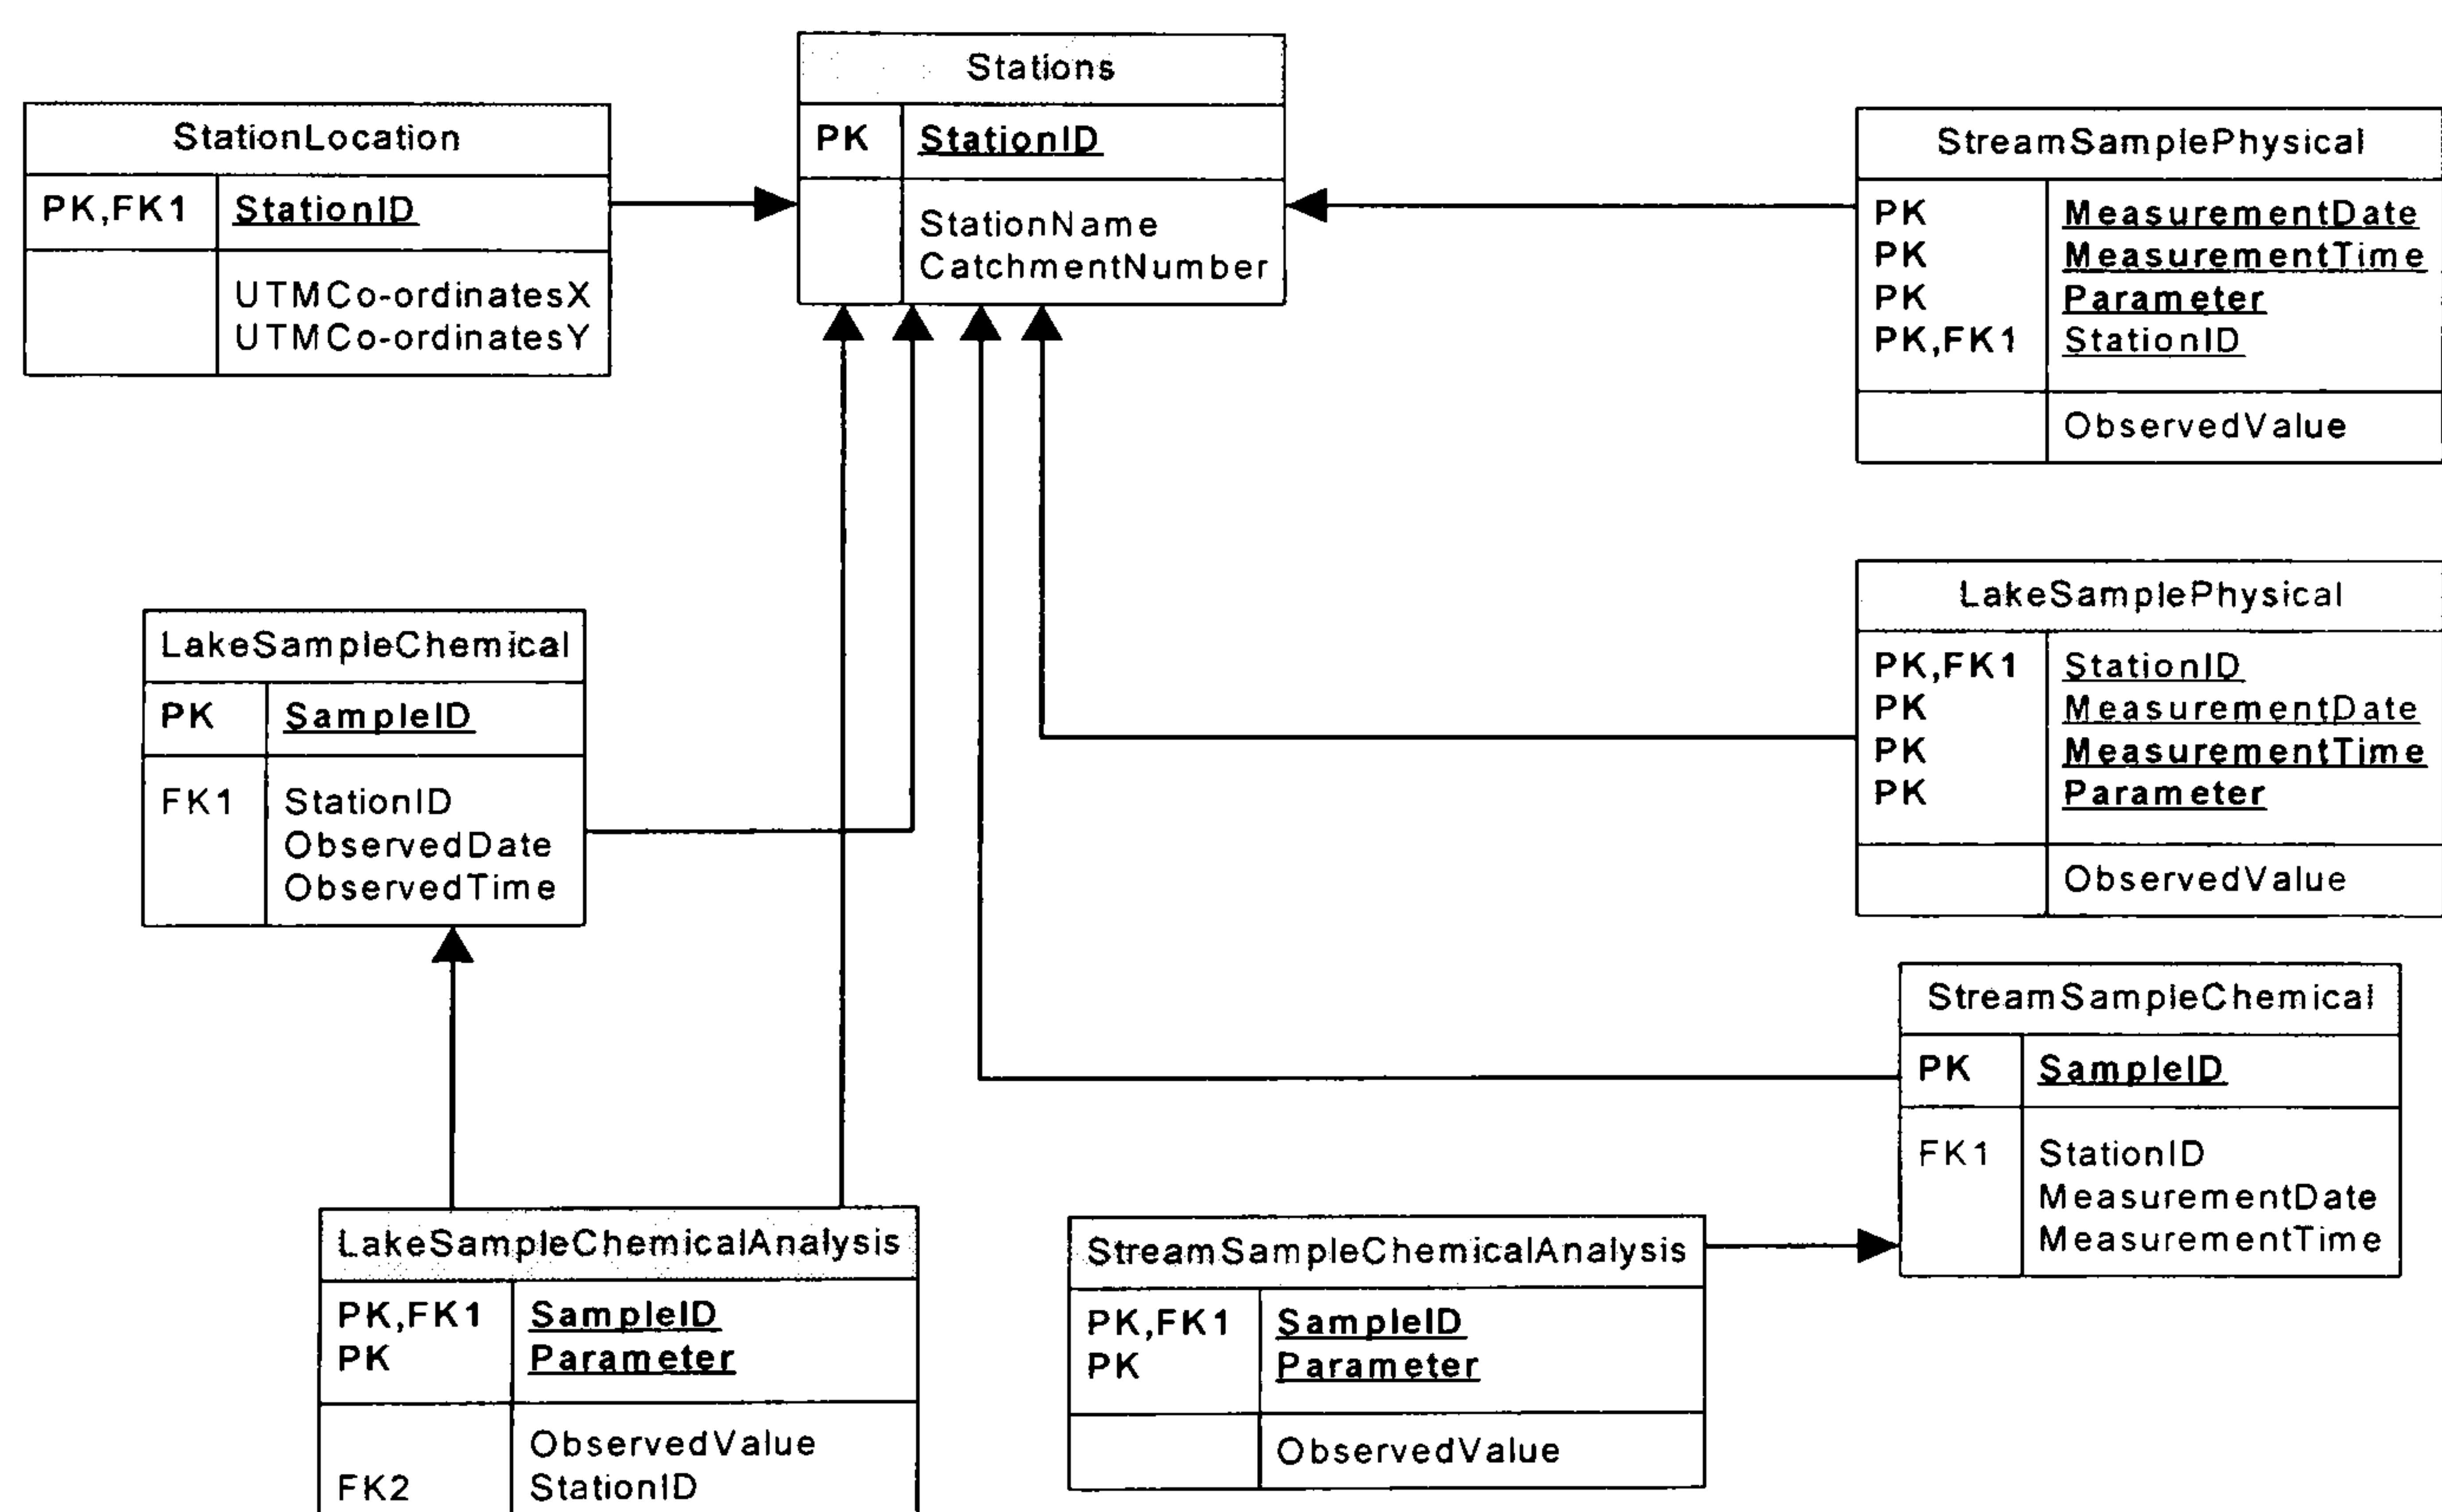 Stations
PK StationID
StationName
CatchmentNumber
StationLocation
PK,FK1 StationID
UTMCo-ordinatesX
UTMCo-ordinatesY
StreamSamplePhysical
PK MeasurementDate
PK MeasurementTime
PK Parameter
PK,FK1 StationID
ObservedValue
LakeSampleChemical
PK SampleID
FK1 StationID
ObservedDate
ObservedTime
LakeSamplePhysical
PK,FK1 StationID
PK MeasurementDate
PK MeasurementTime
PK Parameter
ObservedValue
StreamSampleChemical
PK SampleID
FK1 StationID
MeasurementDate
MeasurementTime
LakeSampleChemicalAnalysis
PK,FK1 SampleID
PK Parameter
ObservedValue
FK2 StationID
StreamSampleChemicalAnalysis
PK,FK1 SampleID
PK Parameter
ObservedValue